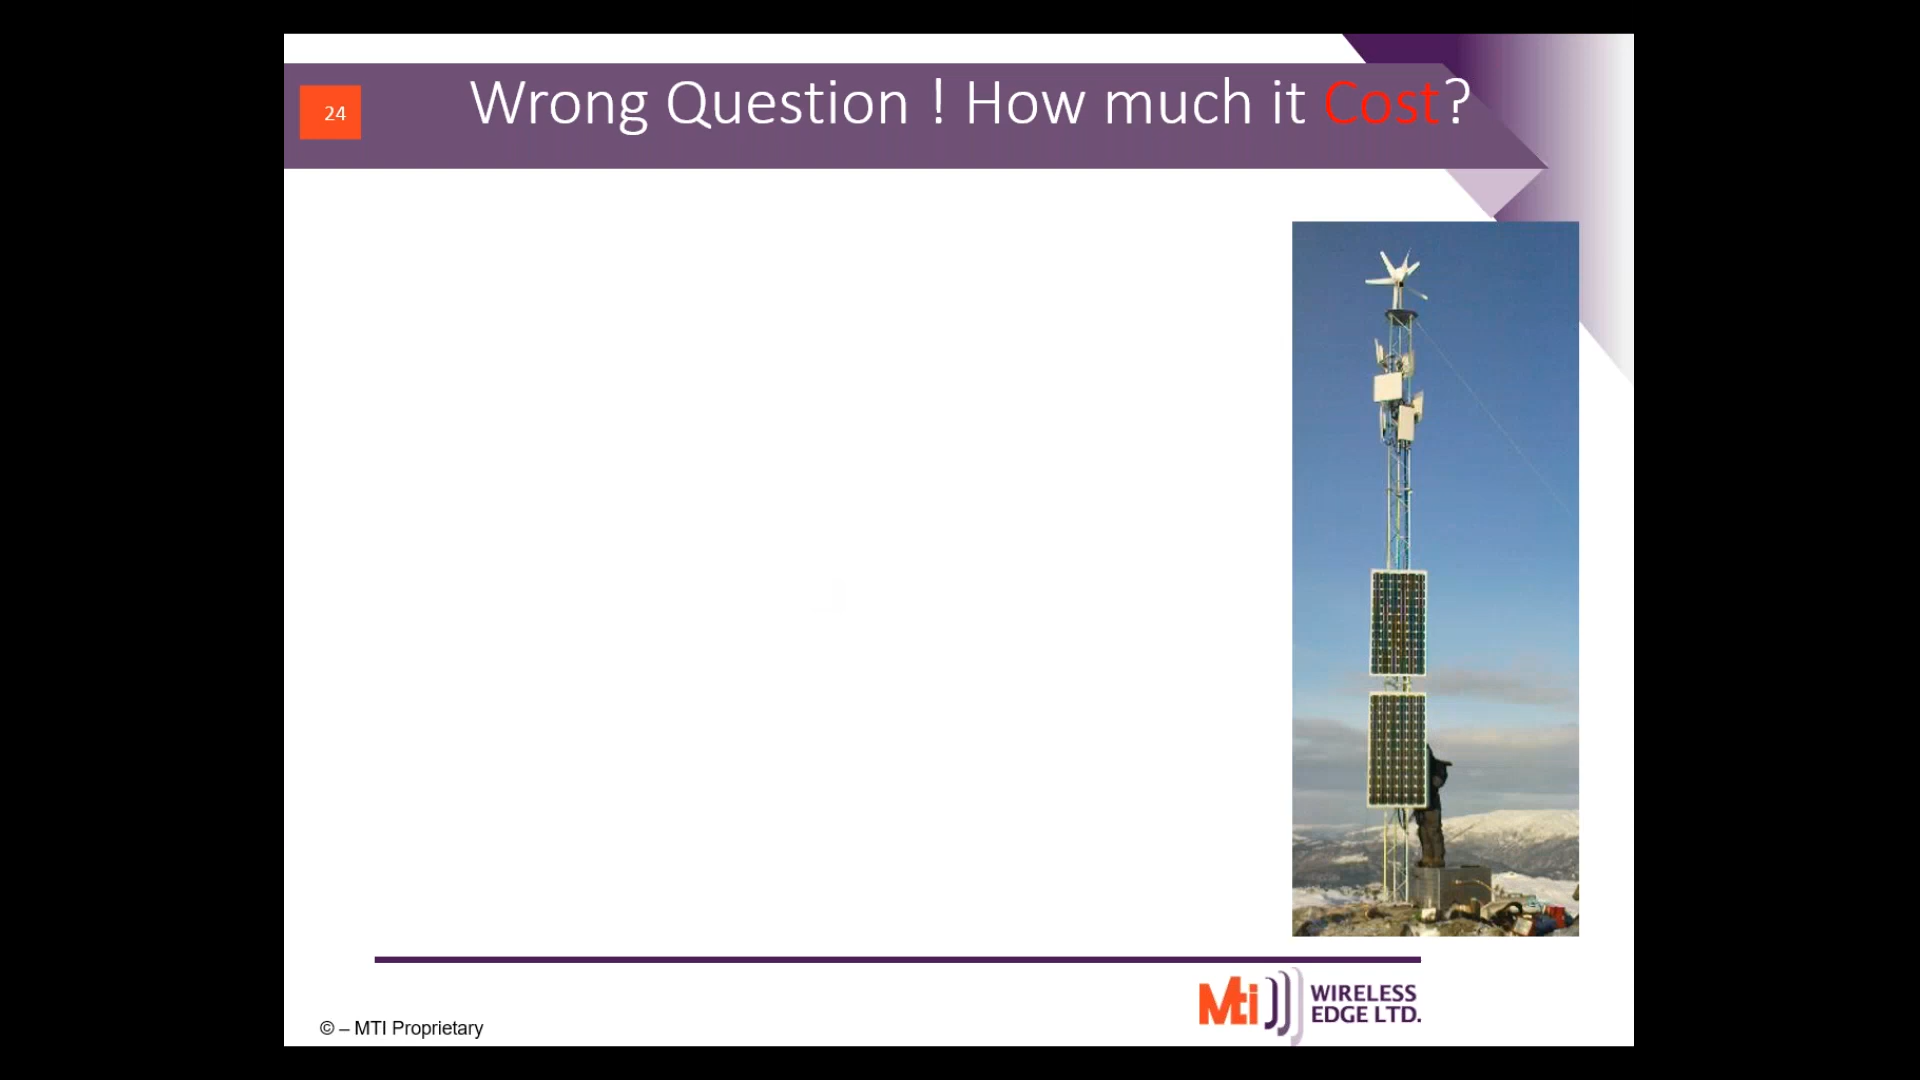 24
Wrong Question ! How much it Cost?
Mti
WIRELESS
EDGE LTD.
© – MTI Proprietary